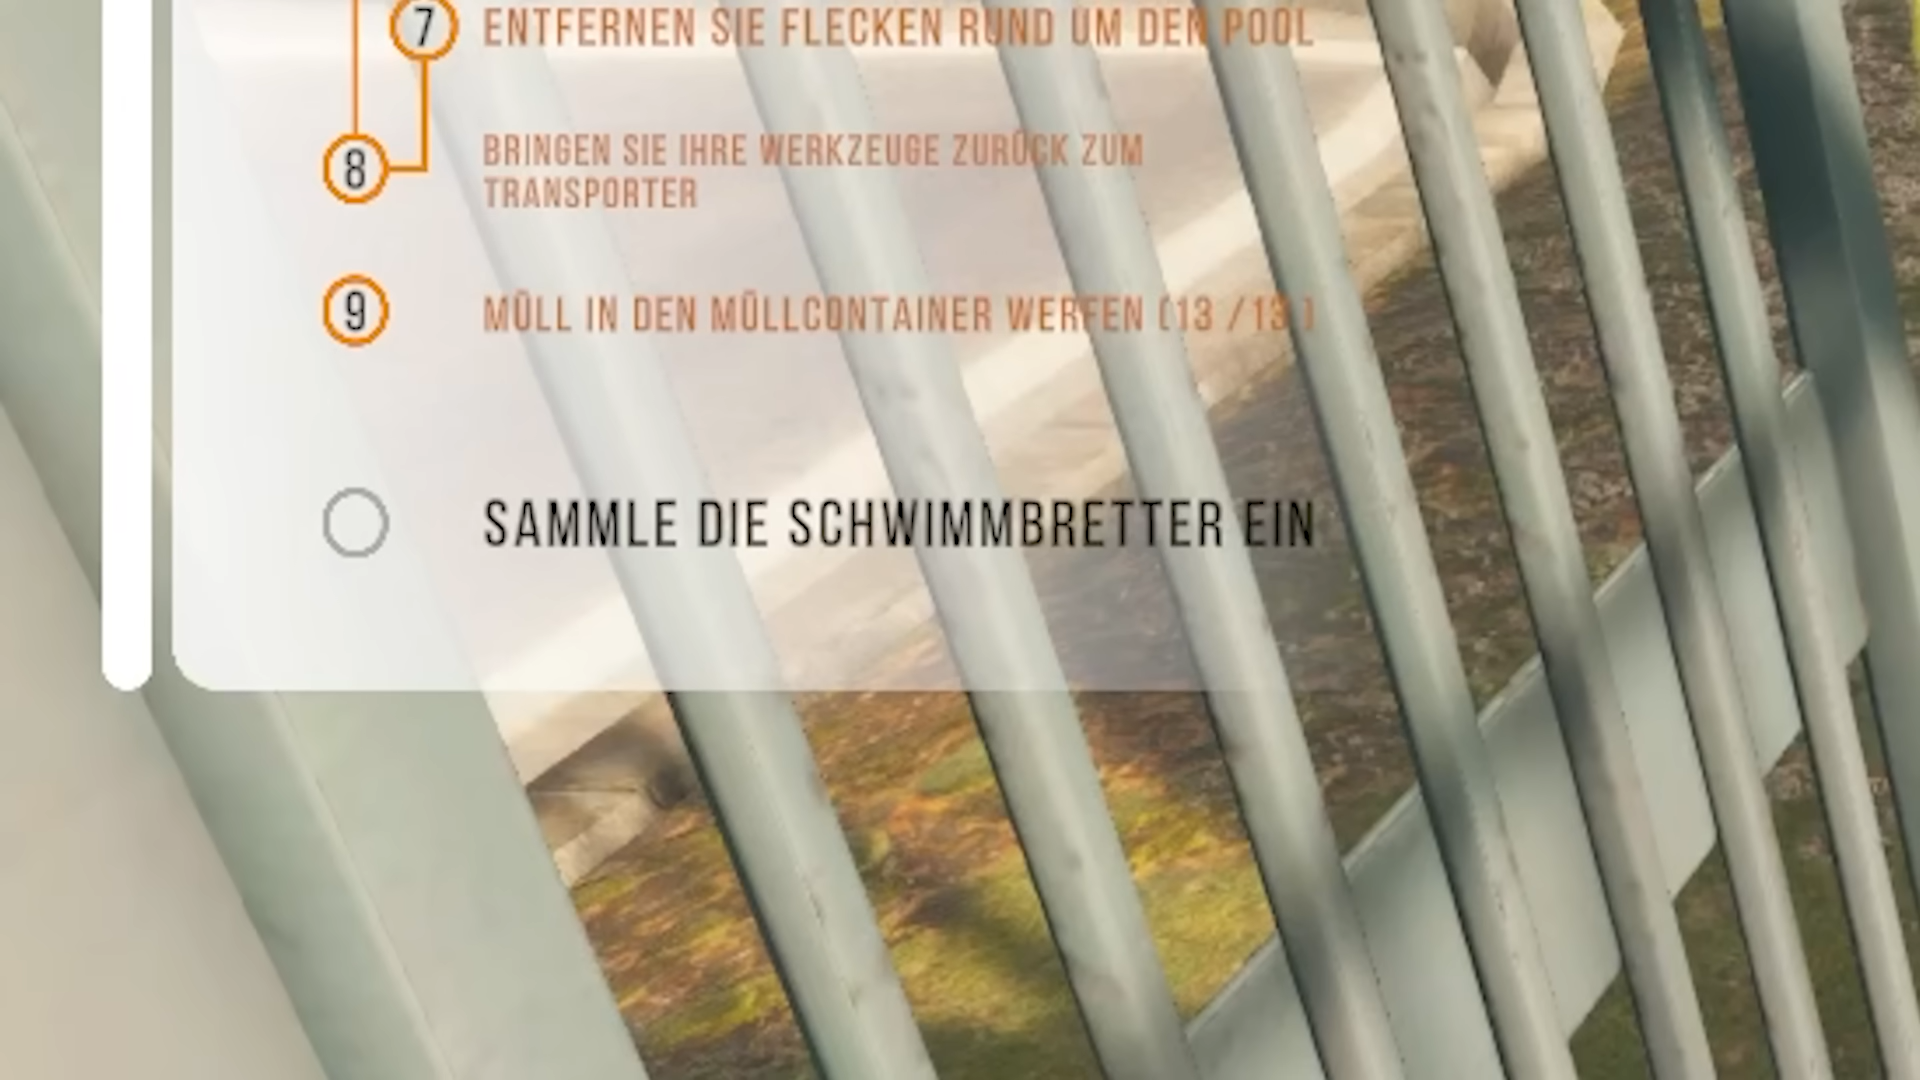 7 ENTFERNEN SIE FLECKEN RUND UM DEN POOL
8 BRINGEN SIE IHRE WERKZEUGE ZURÜCK ZUM
TRANSPORTER
9 MÜLL IN DEN MÜLLCONTAINER WERFEN (13 /13 )
SAMMLE DIE SCHWIMMBRETTER EIN